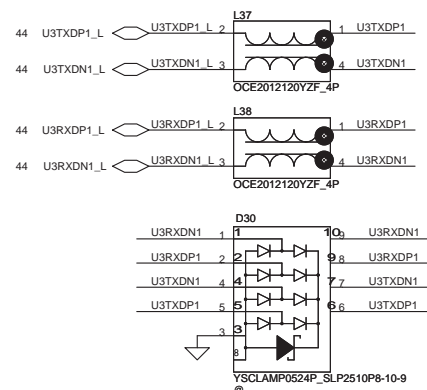 L37
44 U3TXDP1_L U3TXDP1_L 2 1 U3TXDP1
44 U3TXDN1_L U3TXDN1_L 3 4 U3TXDN1
OCE2012120YZF_4P
L38
44 U3RXDP1_L U3RXDP1_L 2 1 U3RXDP1
44 U3RXDN1_L U3RXDN1_L 3 4 U3RXDN1
OCE2012120YZF_4P
D30
U3RXDN1 1 1 10 9 U3RXDN1
U3RXDP1 2 2 9 8 U3RXDP1
U3TXDN1 4 4 7 7 U3TXDN1
U3TXDP1 5 5 6 6 U3TXDP1
3 3
8
YSCLAMP0524P_SLP2510P8-10-9
@